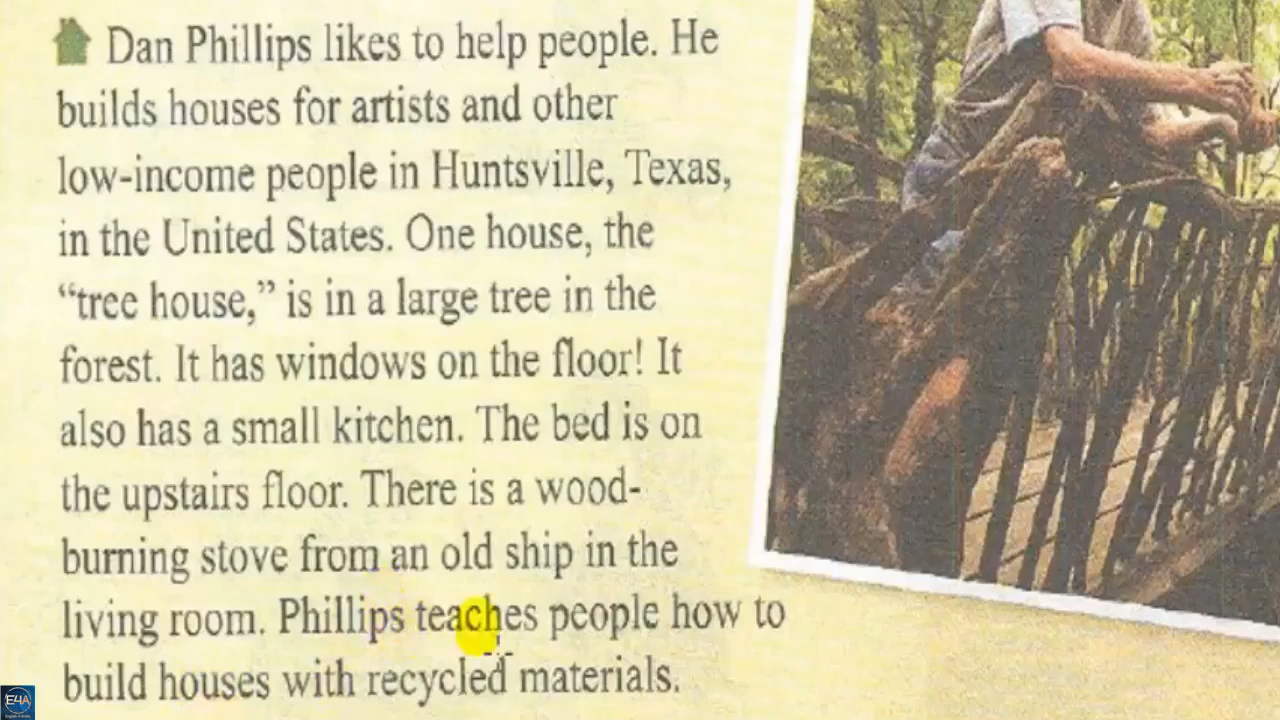 Dan Phillips likes to help people. He
builds houses for artists and other
low-income people in Huntsville, Texas,
in the United States. One house, the
“tree house,” is in a large tree in the
forest. It has windows on the floor! It
also has a small kitchen. The bed is on
the upstairs floor. There is a wood-
burning stove from an old ship in the
living room. Phillips teaches people how to
build houses with recycled materials.
E4A